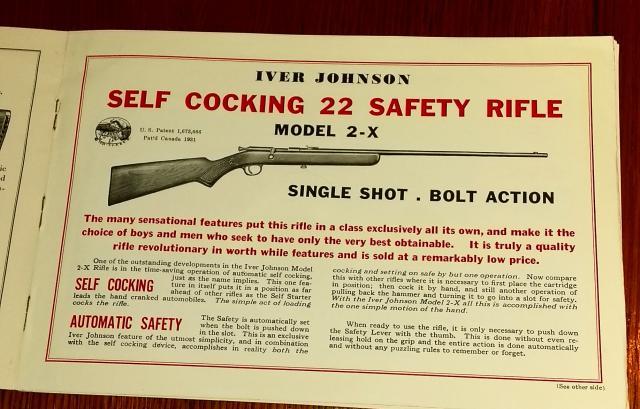 IVER JOHNSON
SELF COCKING 22 SAFETY RIFLE
MODEL 2-X
U. S. Patent 1,673,666
Pat'd Canada 1931
SINGLE SHOT . BOLT ACTION
The many sensational features put this rifle in a class exclusively all its own, and make it the
choice of boys and men who seek to have only the very best obtainable. It is truly a quality
rifle revolutionary in worth while features and is sold at a remarkably low price.
One of the outstanding developments in the Iver Johnson Model
2-X Rifle is in the time-saving operation of automatic self cocking,
SELF COCKING
just as the name implies. This one fea-
ture in itself puts it in a position as far
ahead of other rifles as the Self Starter
leads the hand cranked automobiles. The simple act of loading
cocks the rifle.
AUTOMATIC SAFETY
The Safety is automatically set
when the bolt is pushed down
in the slot. This is an exclusive
Iver Johnson feature of the utmost simplicity, and in combination
with the self cocking device, accomplishes in reality both the
cocking and setting on safe by but one operation. Now compare
this with other rifles where it is necessary to first place the cartridge
in position; then cock it by hand, and still another operation of
pulling back the hammer and turning it to go into a slot for safety.
With the Iver Johnson Model 2-X all this is accomplished with
the one simple motion of the hand.
When ready to use the rifle, it is only necessary to push down
the Safety Lever with the thumb. This is done without even re-
leasing hold on the grip and the entire action is done automatically
and without any puzzling rules to remember or forget.
(See other side)